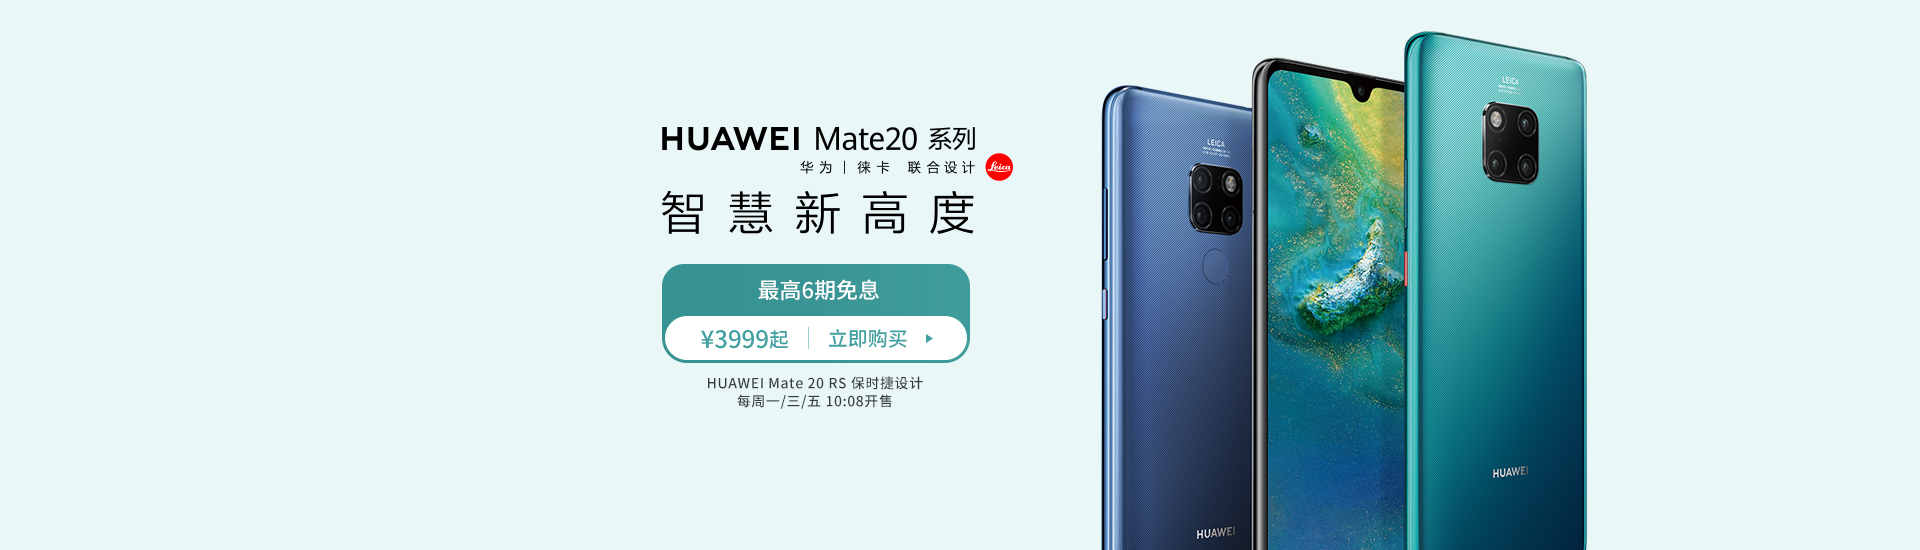 HUAWEI Mate20 系列
华为 | 徕卡 联合设计 Leica
智慧新高度
最高6期免息
¥3999起 | 立即购买
HUAWEI Mate 20 RS 保时捷设计
每周一/三/五 10:08开售
LEICA
HUAWEI
LEICA
HUAWEI